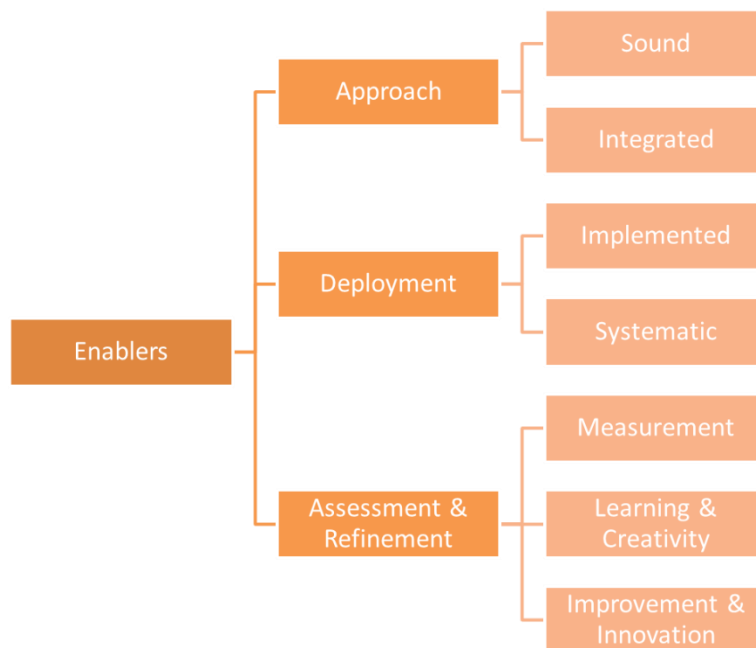 Enablers
Approach
Sound
Integrated
Deployment
Implemented
Systematic
Assessment &
Refinement
Measurement
Learning &
Creativity
Improvement &
Innovation